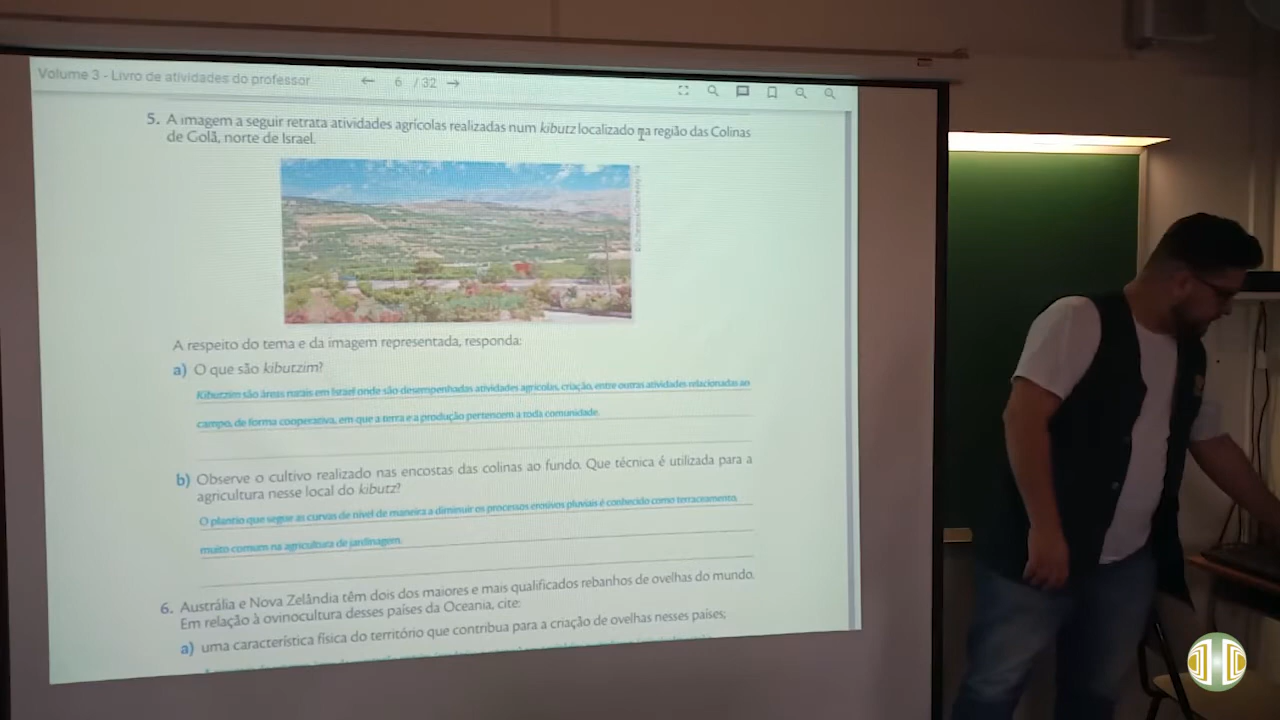 Volume 3 - Livro de atividades do professor
← 6 / 32 →
5. A imagem a seguir retrata atividades agrícolas realizadas num kibutz localizado na região das Colinas
de Golã, norte de Israel.
A respeito do tema e da imagem representada, responda:
a) O que são kibutzim?
Kibutzim são áreas rurais em Israel onde são desempenhadas atividades agrícolas, criação, entre outras atividades relacionadas ao
campo, de forma cooperativa, em que a terra e a produção pertencem a toda comunidade.
b) Observe o cultivo realizado nas encostas das colinas ao fundo. Que técnica é utilizada para a
agricultura nesse local do kibutz?
O plantio que segue as curvas de nível de maneira a diminuir os processos erosivos pluviais é conhecido como terraceamento,
muito comum na agricultura de jardinagem.
6. Austrália e Nova Zelândia têm dois dos maiores e mais qualificados rebanhos de ovelhas do mundo.
Em relação à ovinocultura desses países da Oceania, cite:
a) uma característica física do território que contribua para a criação de ovelhas nesses países;